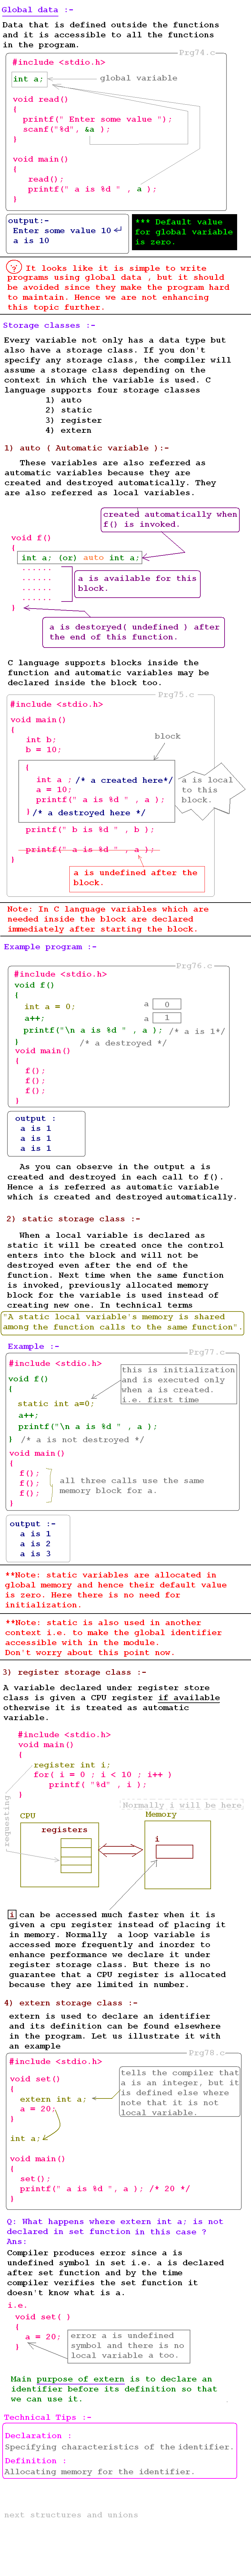 Global data :-
Data that is defined outside the functions
and it is accessible to all the functions
in the program.
Prg74.c
#include <stdio.h>
int a;
global variable
void read()
{
printf(" Enter some value ");
scanf("%d", &a );
}
void main()
{
read();
printf(" a is %d " , a );
}
output:-
Enter some value 10
a is 10
*** Default value
for global variable
is zero.
It looks like it is simple to write
programs using global data , but it should
be avoided since they make the program hard
to maintain. Hence we are not enhancing
this topic further.
Storage classes :-
Every variable not only has a data type but
also have a storage class. If you don't
specify any storage class, the compiler will
assume a storage class depending on the
context in which the variable is used. C
language supports four storage classes
1) auto
2) static
3) register
4) extern
1) auto ( Automatic variable ):-
These variables are also referred as
automatic variables because they are
created and destroyed automatically. They
are also referred as local variables.
created automatically when
f() is invoked.
void f()
{
int a; (or) auto int a;
......
......
......
......
}
a is available for this
block.
a is destoryed( undefined ) after
the end of this function.
C language supports blocks inside the
function and automatic variables may be
declared inside the block too.
Prg75.c
#include <stdio.h>
void main()
{
int b;
b = 10;
block
{
int a ; /* a created here*/
a = 10;
printf(" a is %d " , a );
} /* a destroyed here */
a is local
to this
block.
printf(" b is %d " , b );
printf(" a is %d " , a );
}
a is undefined after the
block.
Note: In C language variables which are
needed inside the block are declared
immediately after starting the block.
Example program :-
Prg76.c
#include <stdio.h>
void f()
{
int a = 0;
a++;
printf("\n a is %d " , a ); /* a is 1*/
} /* a destroyed */
a 0
a 1
void main()
{
f();
f();
f();
}
output :
a is 1
a is 1
a is 1
As you can observe in the output a is
created and destroyed in each call to f().
Hence a is referred as automatic variable
which is created and destroyed automatically.
2) static storage class :-
When a local variable is declared as
static it will be created once the control
enters into the block and will not be
destroyed even after the end of the
function. Next time when the same function
is invoked, previously allocated memory
block for the variable is used instead of
creating new one. In technical terms
"A static local variable's memory is shared
among the function calls to the same function".
Example :-
Prg77.c
#include <stdio.h>
void f()
{
static int a=0;
a++;
printf("\n a is %d " , a );
} /* a is not destroyed */
this is initialization
and is executed only
when a is created.
i.e. first time
void main()
{
f();
f();
f();
}
all three calls use the same
memory block for a.
output :-
a is 1
a is 2
a is 3
**Note: static variables are allocated in
global memory and hence their default value
is zero. Here there is no need for
initialization.
**Note: static is also used in another
context i.e. to make the global identifier
accessible with in the module.
Don't worry about this point now.
3) register storage class :-
A variable declared under register store
class is given a CPU register if available
otherwise it is treated as automatic
variable.
#include <stdio.h>
void main()
{
register int i;
for( i = 0 ; i < 10 ; i++ )
printf( "%d" , i );
}
requesting
Normally i will be here
CPU
registers
Memory
i
i can be accessed much faster when it is
given a cpu register instead of placing it
in memory. Normally a loop variable is
accessed more frequently and inorder to
enhance performance we declare it under
register storage class. But there is no
guarantee that a CPU register is allocated
because they are limited in number.
4) extern storage class :-
extern is used to declare an identifier
and its definition can be found elsewhere
in the program. Let us illustrate it with
an example
Prg78.c
#include <stdio.h>
void set()
{
extern int a;
a = 20;
}
tells the compiler that
a is an integer, but it
is defined else where
note that it is not
local variable.
int a;
void main()
{
set();
printf(" a is %d ", a ); /* 20 */
}
Q: What happens where extern int a; is not
declared in set function in this case ?
Ans:
Compiler produces error since a is
undefined symbol in set i.e. a is declared
after set function and by the time
compiler verifies the set function it
doesn't know what is a.
i.e.
void set( )
{
a = 20;
}
error a is undefined
symbol and there is no
local variable a too.
Main purpose of extern is to declare an
identifier before its definition so that
we can use it.
Technical Tips :-
Declaration :
Specifying characteristics of the identifier.
Definition :
Allocating memory for the identifier.
next structures and unions